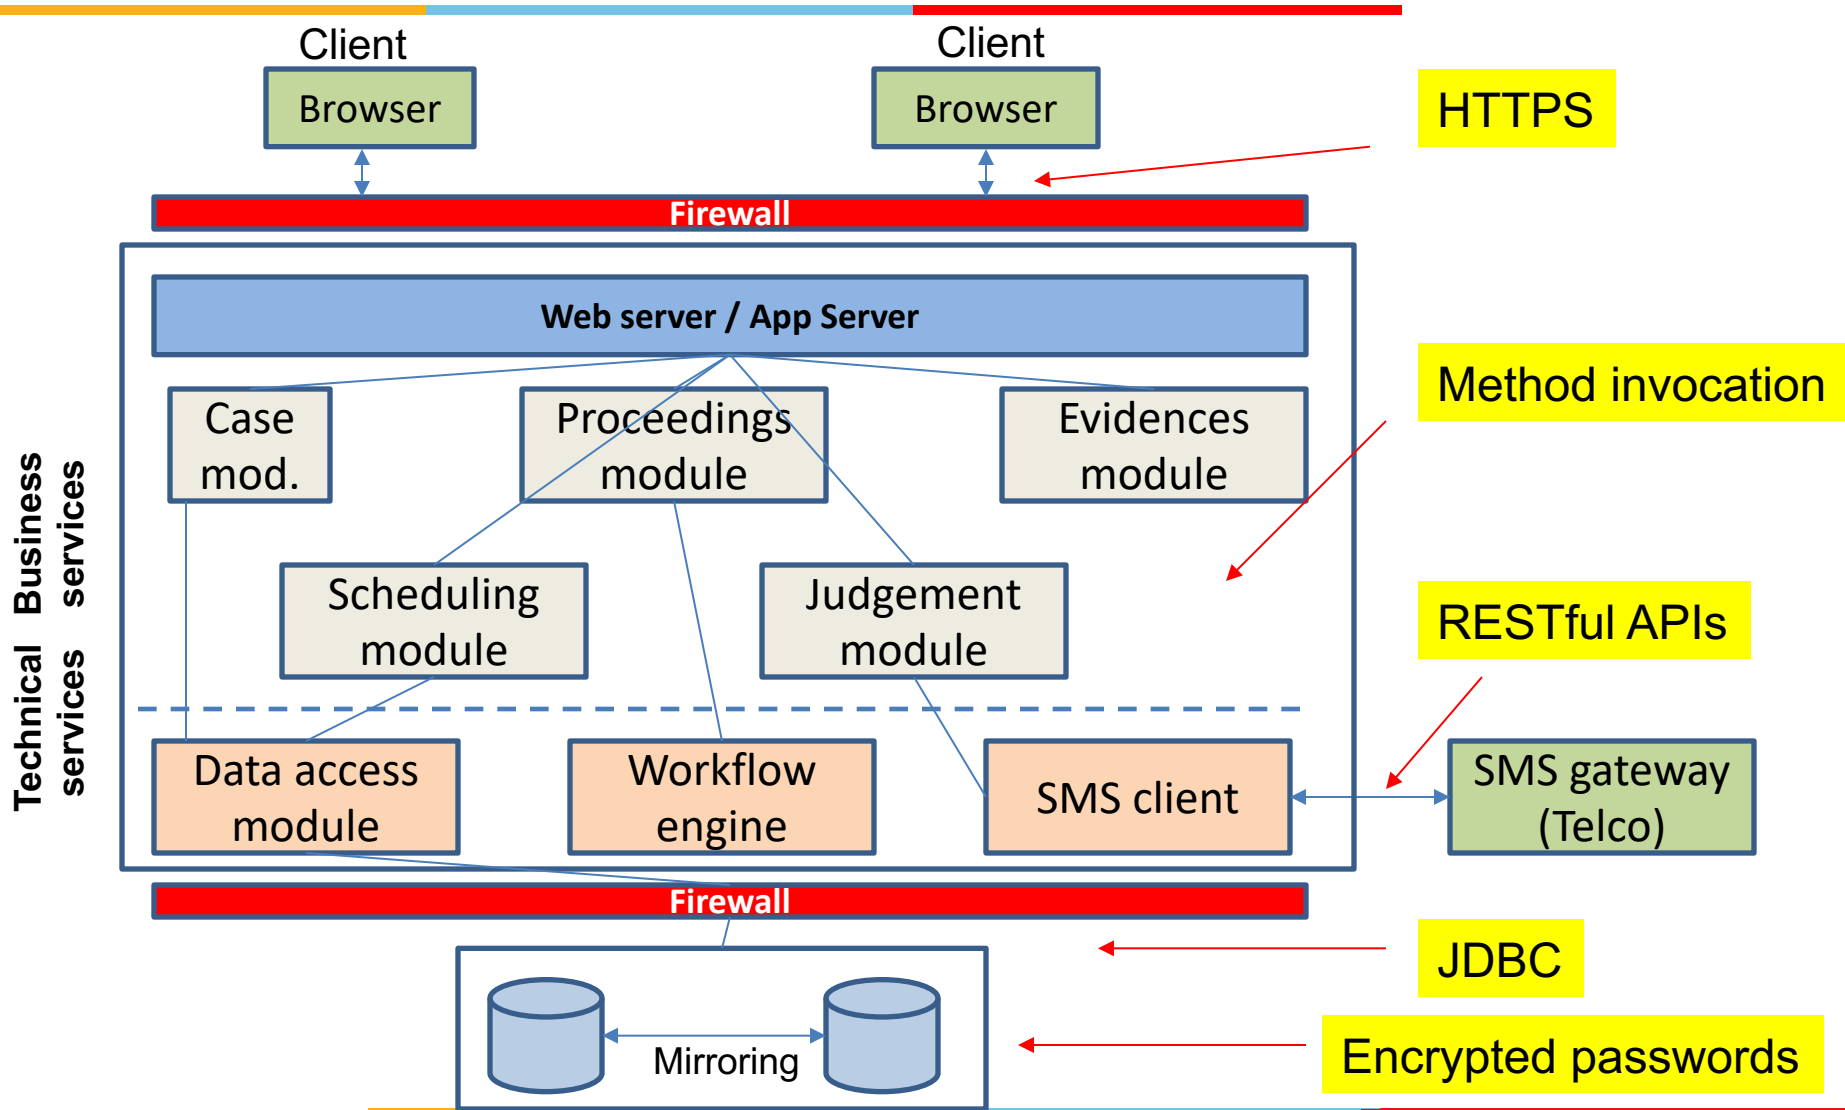 Client
Client
Browser
Browser
HTTPS
Firewall
Web server / App Server
Method invocation
Case
mod.
Proceedings
module
Evidences
module
Business
services
Scheduling
module
Judgement
module
RESTful APIs
Technical
services
Data access
module
Workflow
engine
SMS client
SMS gateway
(Telco)
Firewall
JDBC
Mirroring
Encrypted passwords